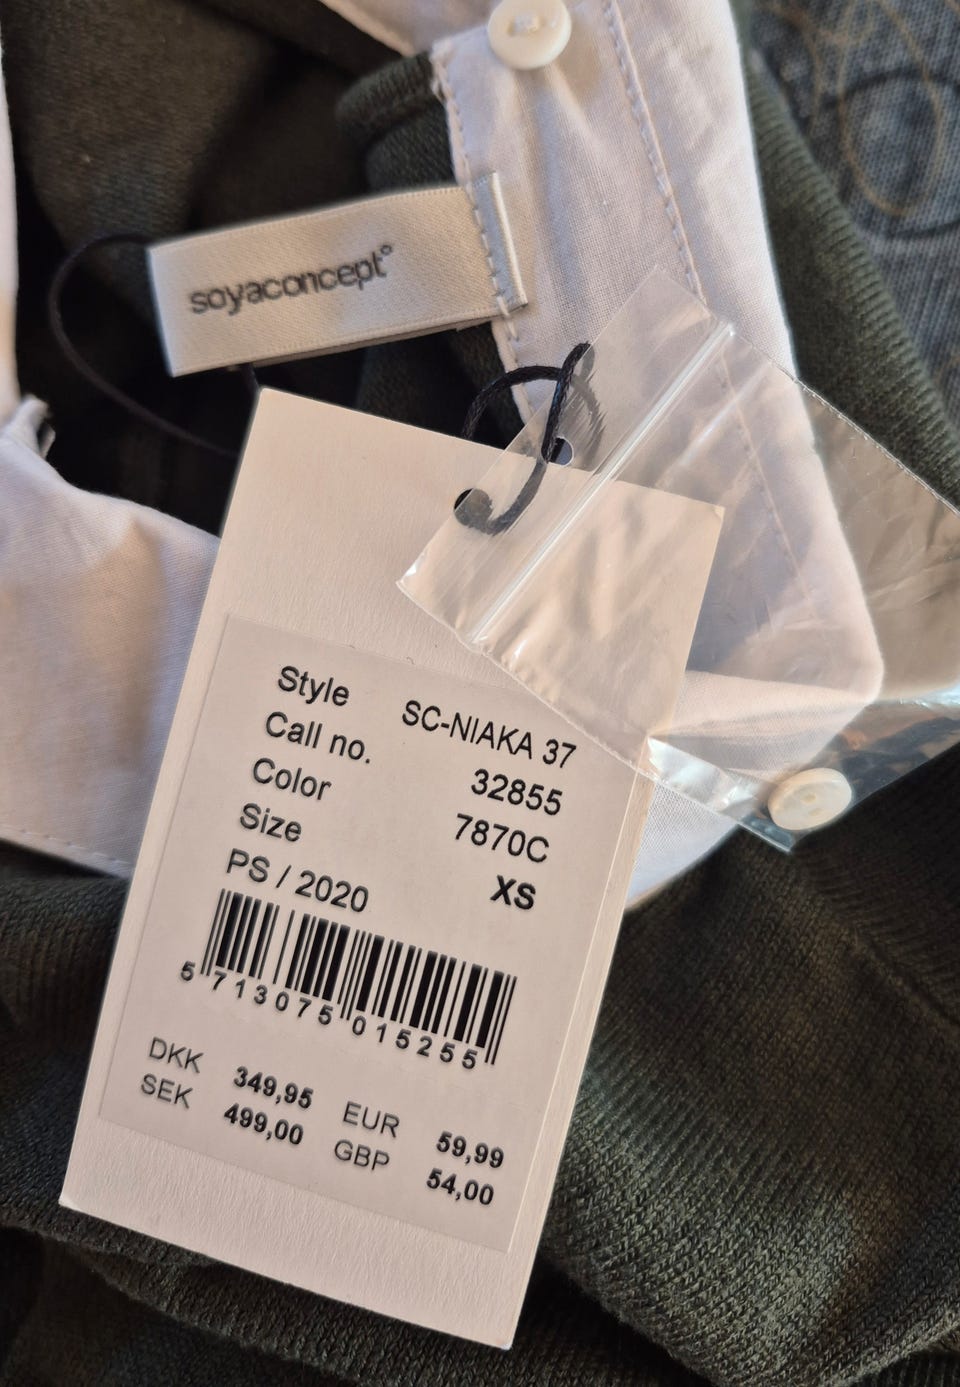 soyaconcept°
Style SC-NIAKA 37
Call no. 32855
Color 7870C
Size XS
PS / 2020
5 713075 015255
DKK 349,95 EUR 59,99
SEK 499,00 GBP 54,00